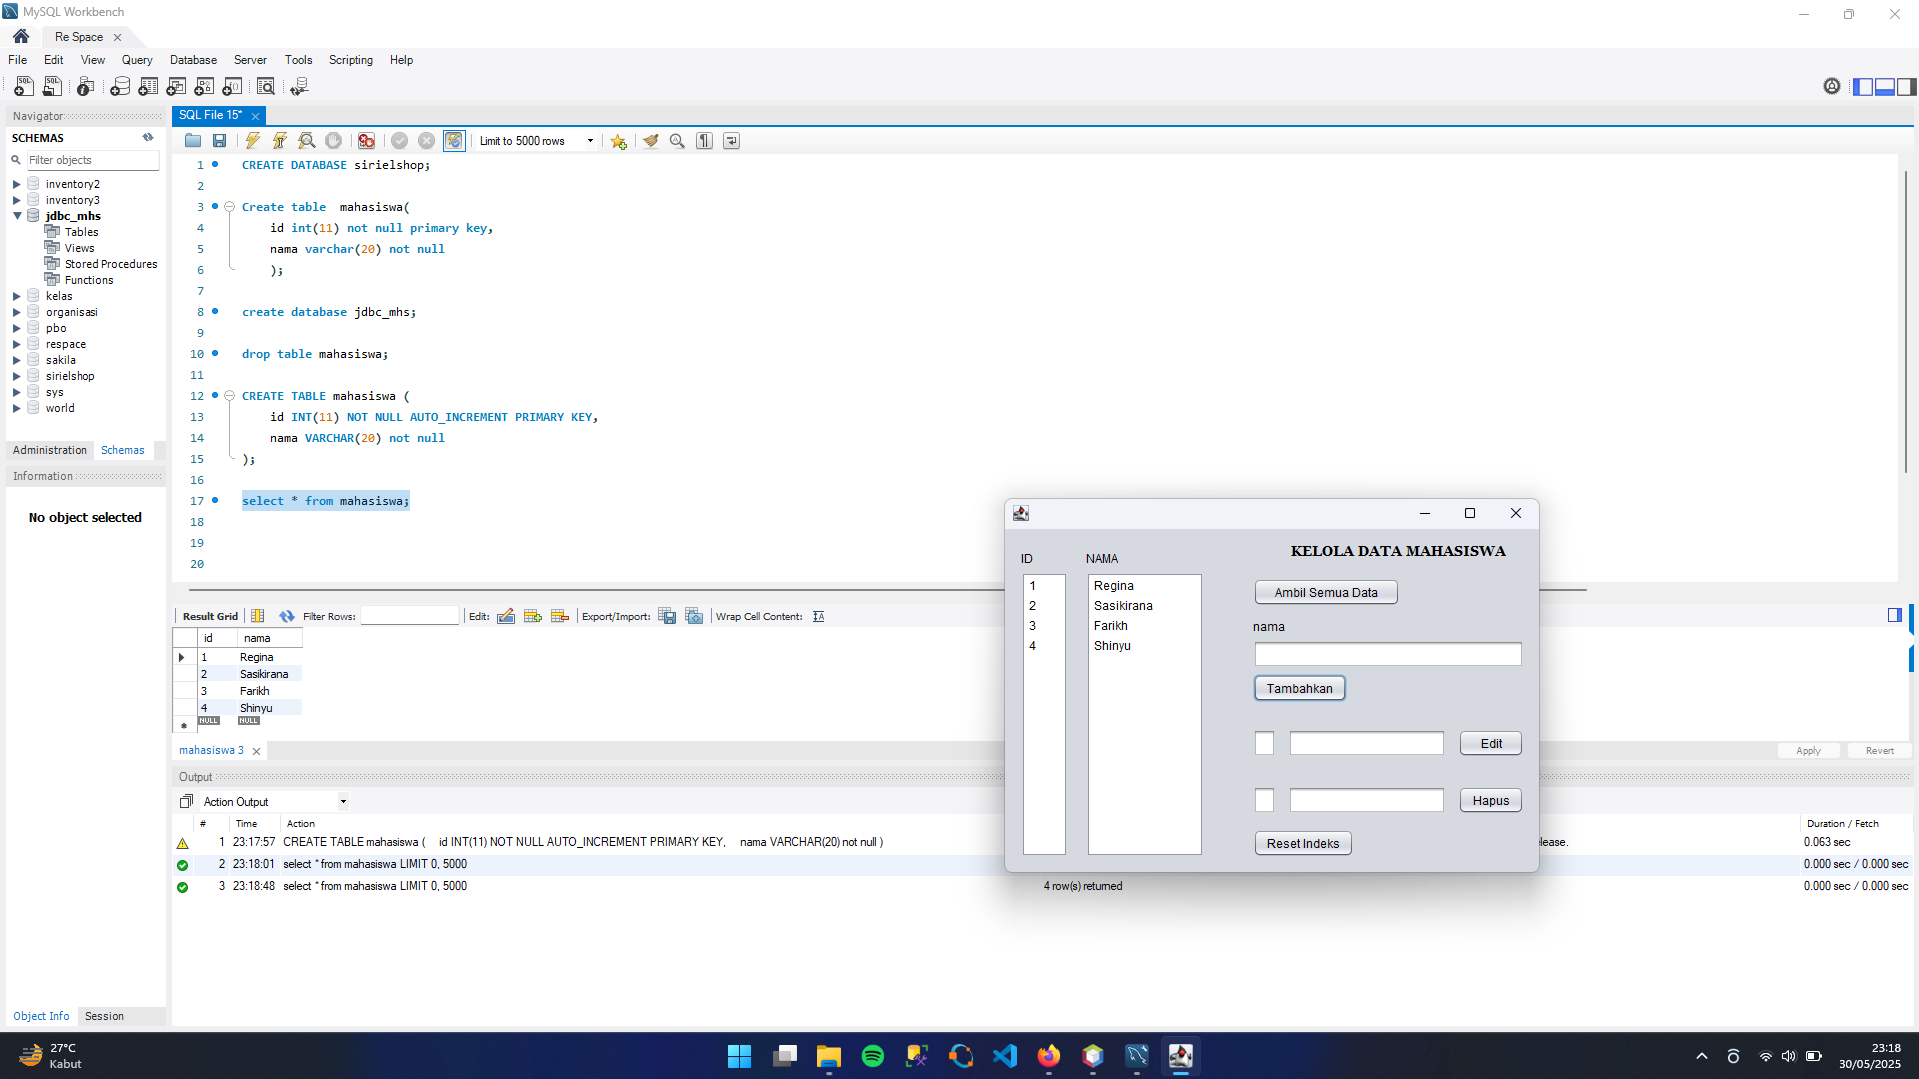 MySQL Workbench
Re Space
File Edit View Query Database Server Tools Scripting Help
Navigator
SCHEMAS
Filter objects
inventory2
inventory3
jdbc_mhs
Tables
Views
Stored Procedures
Functions
kelas
organisasi
pbo
respace
sakila
sirielshop
sys
world
Administration Schemas
Information
No object selected
Object Info Session
SQL File 15*
Limit to 5000 rows
1 CREATE DATABASE sirielshop;
2
3 Create table  mahasiswa(
4 id int(11) not null primary key,
5 nama varchar(20) not null
6 );
7
8 create database jdbc_mhs;
9
10 drop table mahasiswa;
11
12 CREATE TABLE mahasiswa (
13 id INT(11) NOT NULL AUTO_INCREMENT PRIMARY KEY,
14 nama VARCHAR(20) not null
15 );
16
17 select * from mahasiswa;
18
19
20
Result Grid Filter Rows: Edit: Export/Import: Wrap Cell Content:
id nama
1 Regina
2 Sasikirana
3 Farikh
4 Shinyu
NULL NULL
mahasiswa 3
Apply Revert
Output
Action Output
# Time Action Duration / Fetch
1 23:17:57 CREATE TABLE mahasiswa ( id INT(11) NOT NULL AUTO_INCREMENT PRIMARY KEY, nama VARCHAR(20) not null ) lease. 0.063 sec
2 23:18:01 select * from mahasiswa LIMIT 0, 5000 0.000 sec / 0.000 sec
3 23:18:48 select * from mahasiswa LIMIT 0, 5000 4 row(s) returned 0.000 sec / 0.000 sec
KELOLA DATA MAHASISWA
ID NAMA
1 Regina
2 Sasikirana
3 Farikh
4 Shinyu
Ambil Semua Data
nama
Tambahkan
Edit
Hapus
Reset Indeks
27°C
Kabut
23:18
30/05/2025